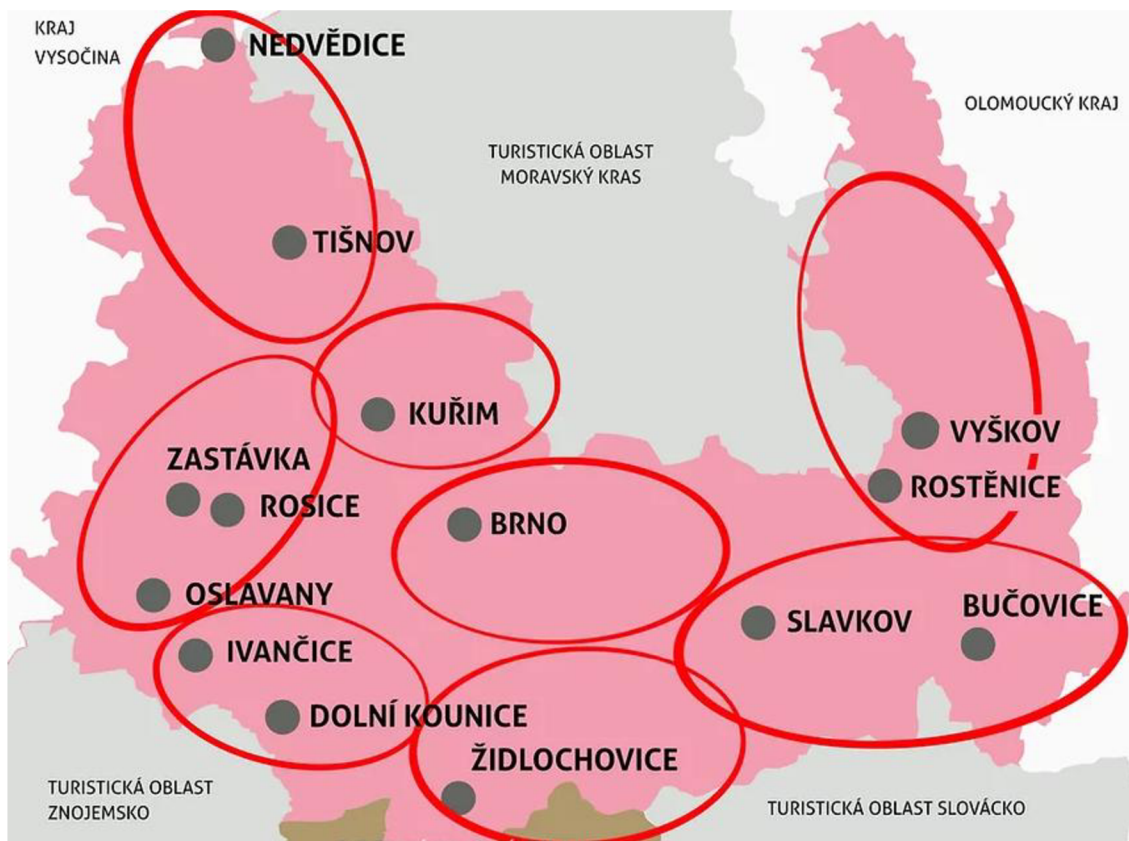 KRAJ
VYSOČINA
NEDVĚDICE
OLOMOUCKÝ KRAJ
TURISTICKÁ OBLAST
MORAVSKÝ KRAS
TIŠNOV
KUŘIM
VYŠKOV
ZASTÁVKA
ROSTĚNICE
ROSICE
BRNO
OSLAVANY
BUČOVICE
SLAVKOV
IVANČICE
DOLNÍ KOUNICE
ŽIDLOCHOVICE
TURISTICKÁ OBLAST
ZNOJEMSKO
TURISTICKÁ OBLAST SLOVÁCKO